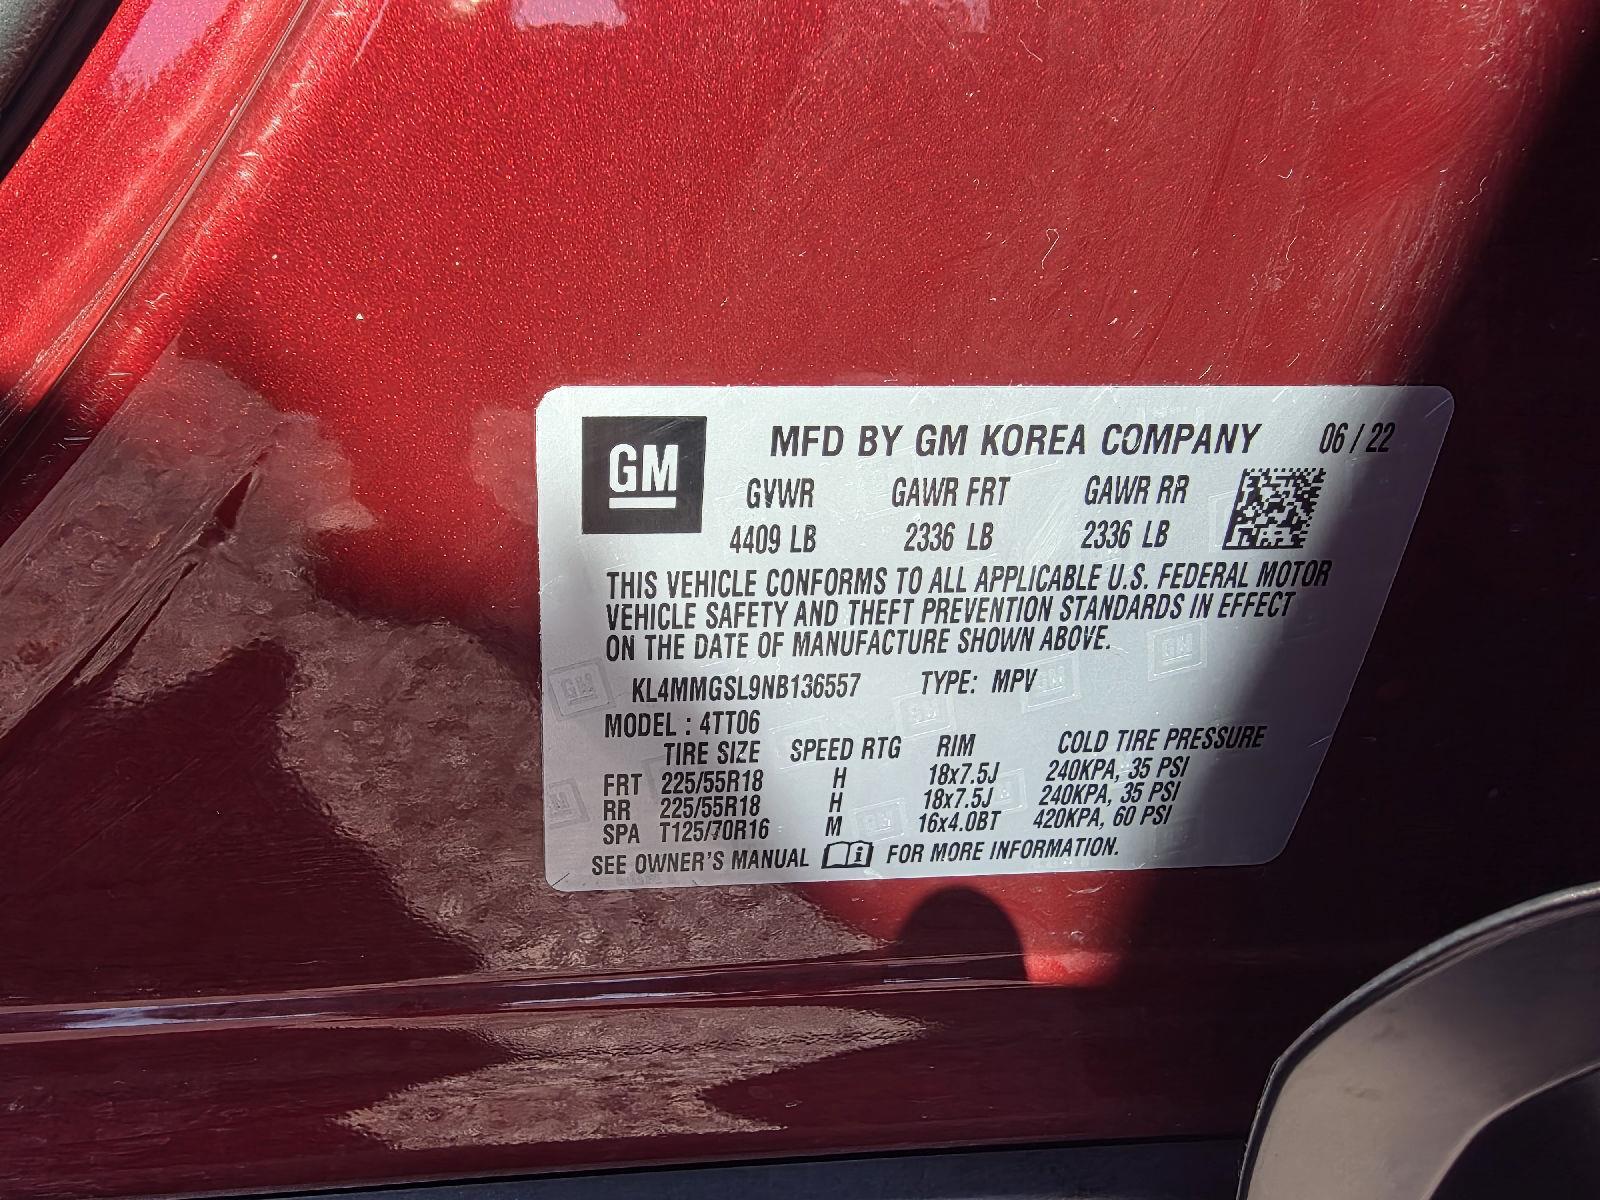 GM
MFD BY GM KOREA COMPANY 06 / 22
GVWR GAWR FRT GAWR RR
4409 LB 2336 LB 2336 LB
THIS VEHICLE CONFORMS TO ALL APPLICABLE U.S. FEDERAL MOTOR
VEHICLE SAFETY AND THEFT PREVENTION STANDARDS IN EFFECT
ON THE DATE OF MANUFACTURE SHOWN ABOVE.
KL4MMGSL9NB136557 TYPE: MPV
MODEL : 4TT06
TIRE SIZE SPEED RTG RIM COLD TIRE PRESSURE
FRT 225/55R18 H 18x7.5J 240KPA, 35 PSI
RR 225/55R18 H 18x7.5J 240KPA, 35 PSI
SPA T125/70R16 M 16x4.0BT 420KPA, 60 PSI
SEE OWNER'S MANUAL i FOR MORE INFORMATION.